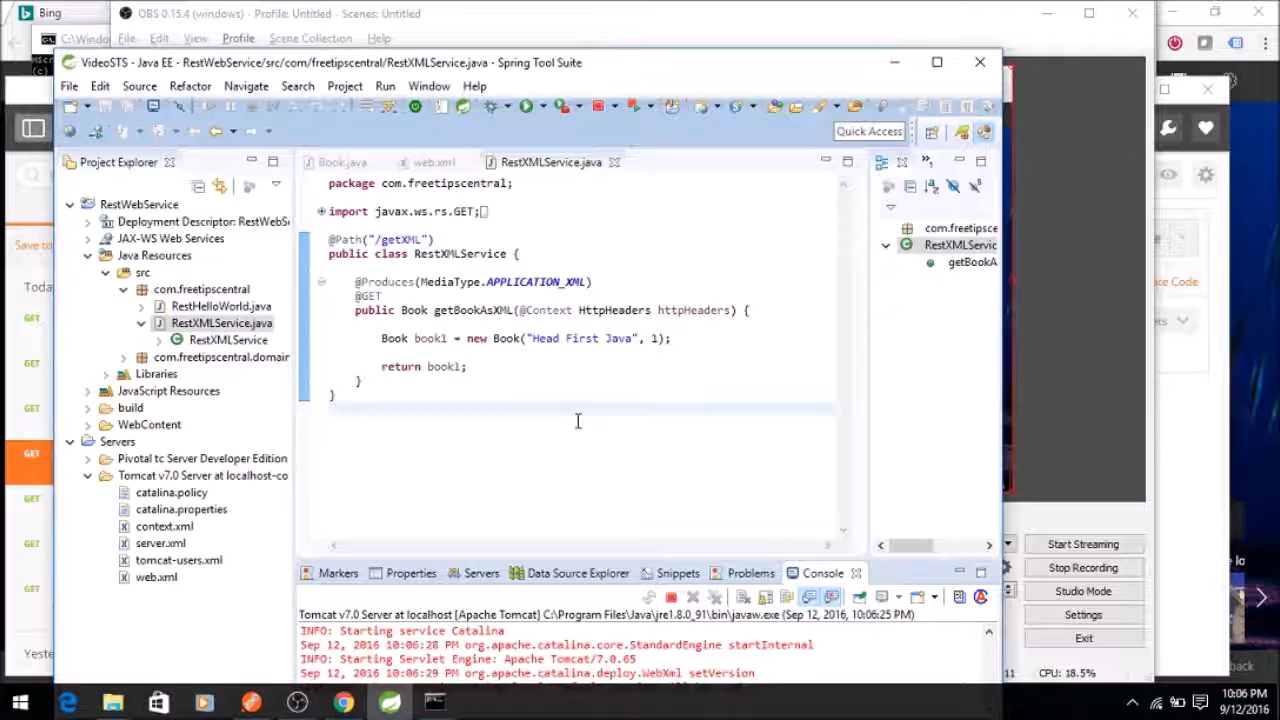 Bing
OBS 0.15.4 (windows) - Profile: Untitled - Scenes: Untitled
C:\Window
File Edit View Profile Scene Collection Help
VideoSTS - Java EE - RestWebService/src/com/freetipscentral/RestXMLService.java - Spring Tool Suite
(c)
File Edit Source Refactor Navigate Search Project Run Window Help
Quick Access
Project Explorer
Book.java
web.xml
RestXMLService.java
Save to
Toda
GET
GET
GET
GET
GET
GET
GET
Yeste
RestWebService
Deployment Descriptor: RestWebS
JAX-WS Web Services
Java Resources
src
com.freetipscentral
RestHelloWorld.java
RestXMLService.java
RestXMLService
com.freetipscentral.domain
Libraries
JavaScript Resources
build
WebContent
Servers
Pivotal tc Server Developer Edition
Tomcat v7.0 Server at localhost-co
catalina.policy
catalina.properties
context.xml
server.xml
tomcat-users.xml
web.xml
package com.freetipscentral;
import javax.ws.rs.GET;
@Path("/getXML")
public class RestXMLService {
@Produces(MediaType.APPLICATION_XML)
@GET
public Book getBookAsXML(@Context HttpHeaders httpHeaders) {
Book book1 = new Book("Head First Java", 1);
return book1;
}
}
com.freetipsce
RestXMLServic
getBookA
ate Code
ets
Markers Properties Servers Data Source Explorer Snippets Problems Console
Tomcat v7.0 Server at localhost [Apache Tomcat] C:\Program Files\Java\jre1.8.0_91\bin\javaw.exe (Sep 12, 2016, 10:06:25 PM)
INFO: Starting service Catalina
Sep 12, 2016 10:06:28 PM org.apache.catalina.core.StandardEngine startInternal
INFO: Starting Servlet Engine: Apache Tomcat/7.0.65
Sep 12, 2016 10:06:29 PM org.apache.catalina.deploy.WebXml setVersion
Start Streaming
Stop Recording
Studio Mode
Settings
Exit
11 CPU: 18.5%
e lo
back
10:06 PM
9/12/2016